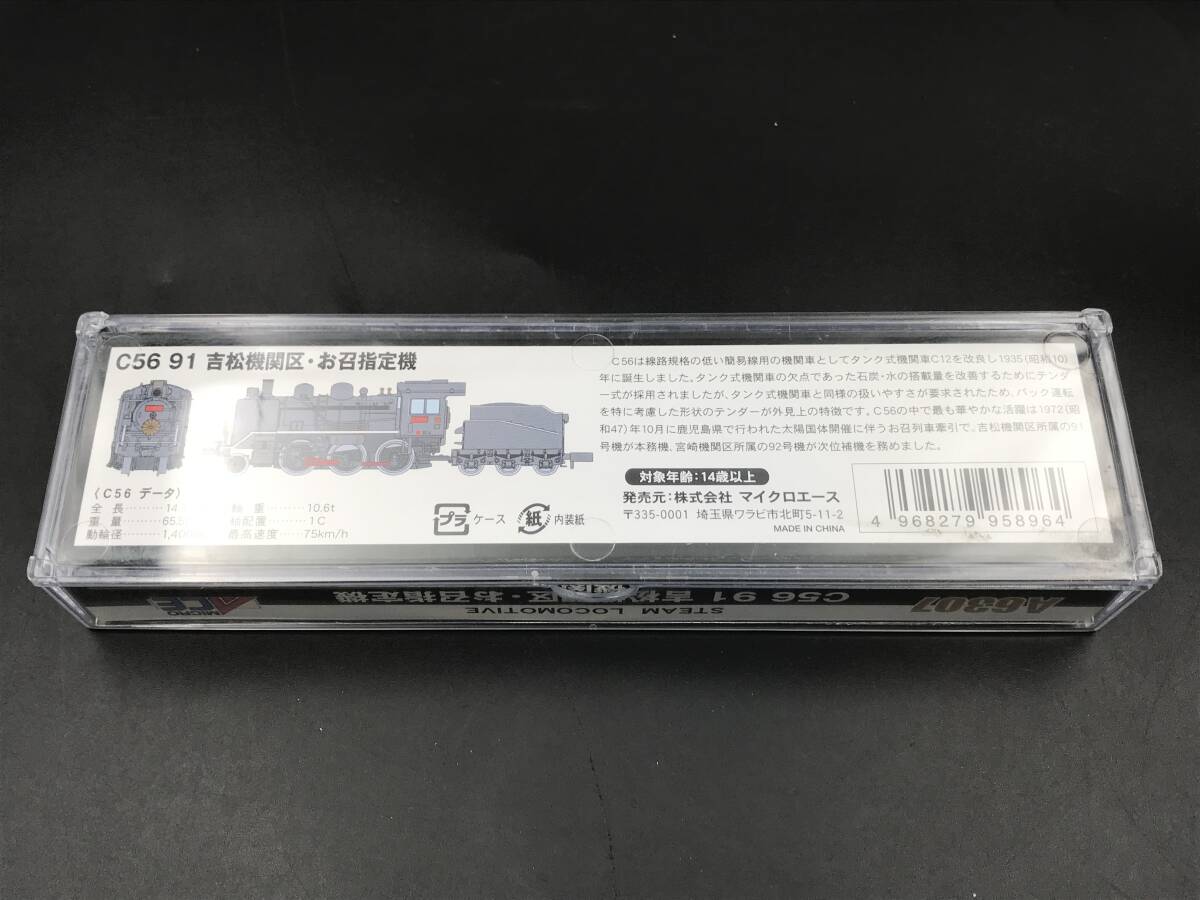 C56 91 吉松機関区・お召指定機
C56は線路規格の低い簡易線用の機関車としてタンク式機関車C12を改良し1935(昭和10)
年に誕生しました。タンク式機関車の欠点であった石炭・水の搭載量を改善するためにテンダ
ー式が採用されましたが、タンク式機関車と同様の扱いやすさが要求されたため、バック運転
を特に考慮した形状のテンダーが外見上の特徴です。C56の中で最も華やかな活躍は1972(昭
和47)年10月に鹿児島県で行われた太陽国体開催に伴うお召列車牽引で、吉松機関区所属の91
号機が本務機、宮崎機関区所属の92号機が次位補機を務めました。
〈C56 データ〉
全長………14. 軸重………10.6t
重量………65. 軸配置………1C
動輪径………1,400 最高速度……75km/h
プラ ケース 紙 内装紙
対象年齢:14歳以上
発売元:株式会社 マイクロエース
〒335-0001 埼玉県ワラビ市北町5-11-2
MADE IN CHINA
4 968279 958964
A6307
C56 91 吉松機関区・お召指定機
STEAM LOCOMOTIVE
MICRO ACE